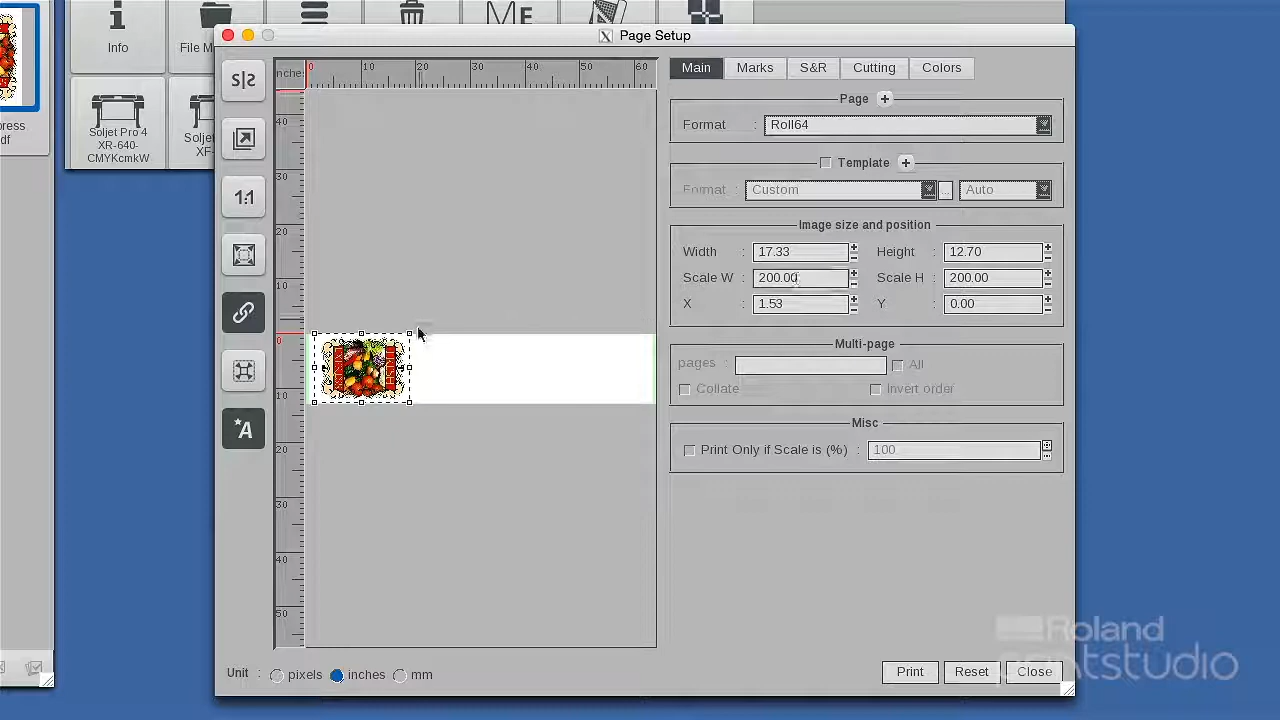 Page Setup
ME
Info
File M
Soljet Pro 4
XR-640-
CMYKcmkW
Soljet
XF-
ress
df
S|2
1:1
A
inches
0 10 20 30 40 50 60
40
30
20
10
0
10
20
30
40
50
Main Marks S&R Cutting Colors
Page +
Format : Roll64
Template +
Format : Custom ... Auto
Image size and position
Width : 17.33 Height : 12.70
Scale W : 200.00 Scale H : 200.00
X : 1.53 Y : 0.00
Multi-page
pages : All
Collate Invert order
Misc
Print Only if Scale is (%) : 100
Unit : pixels inches mm
Print Reset Close
Roland
printstudio